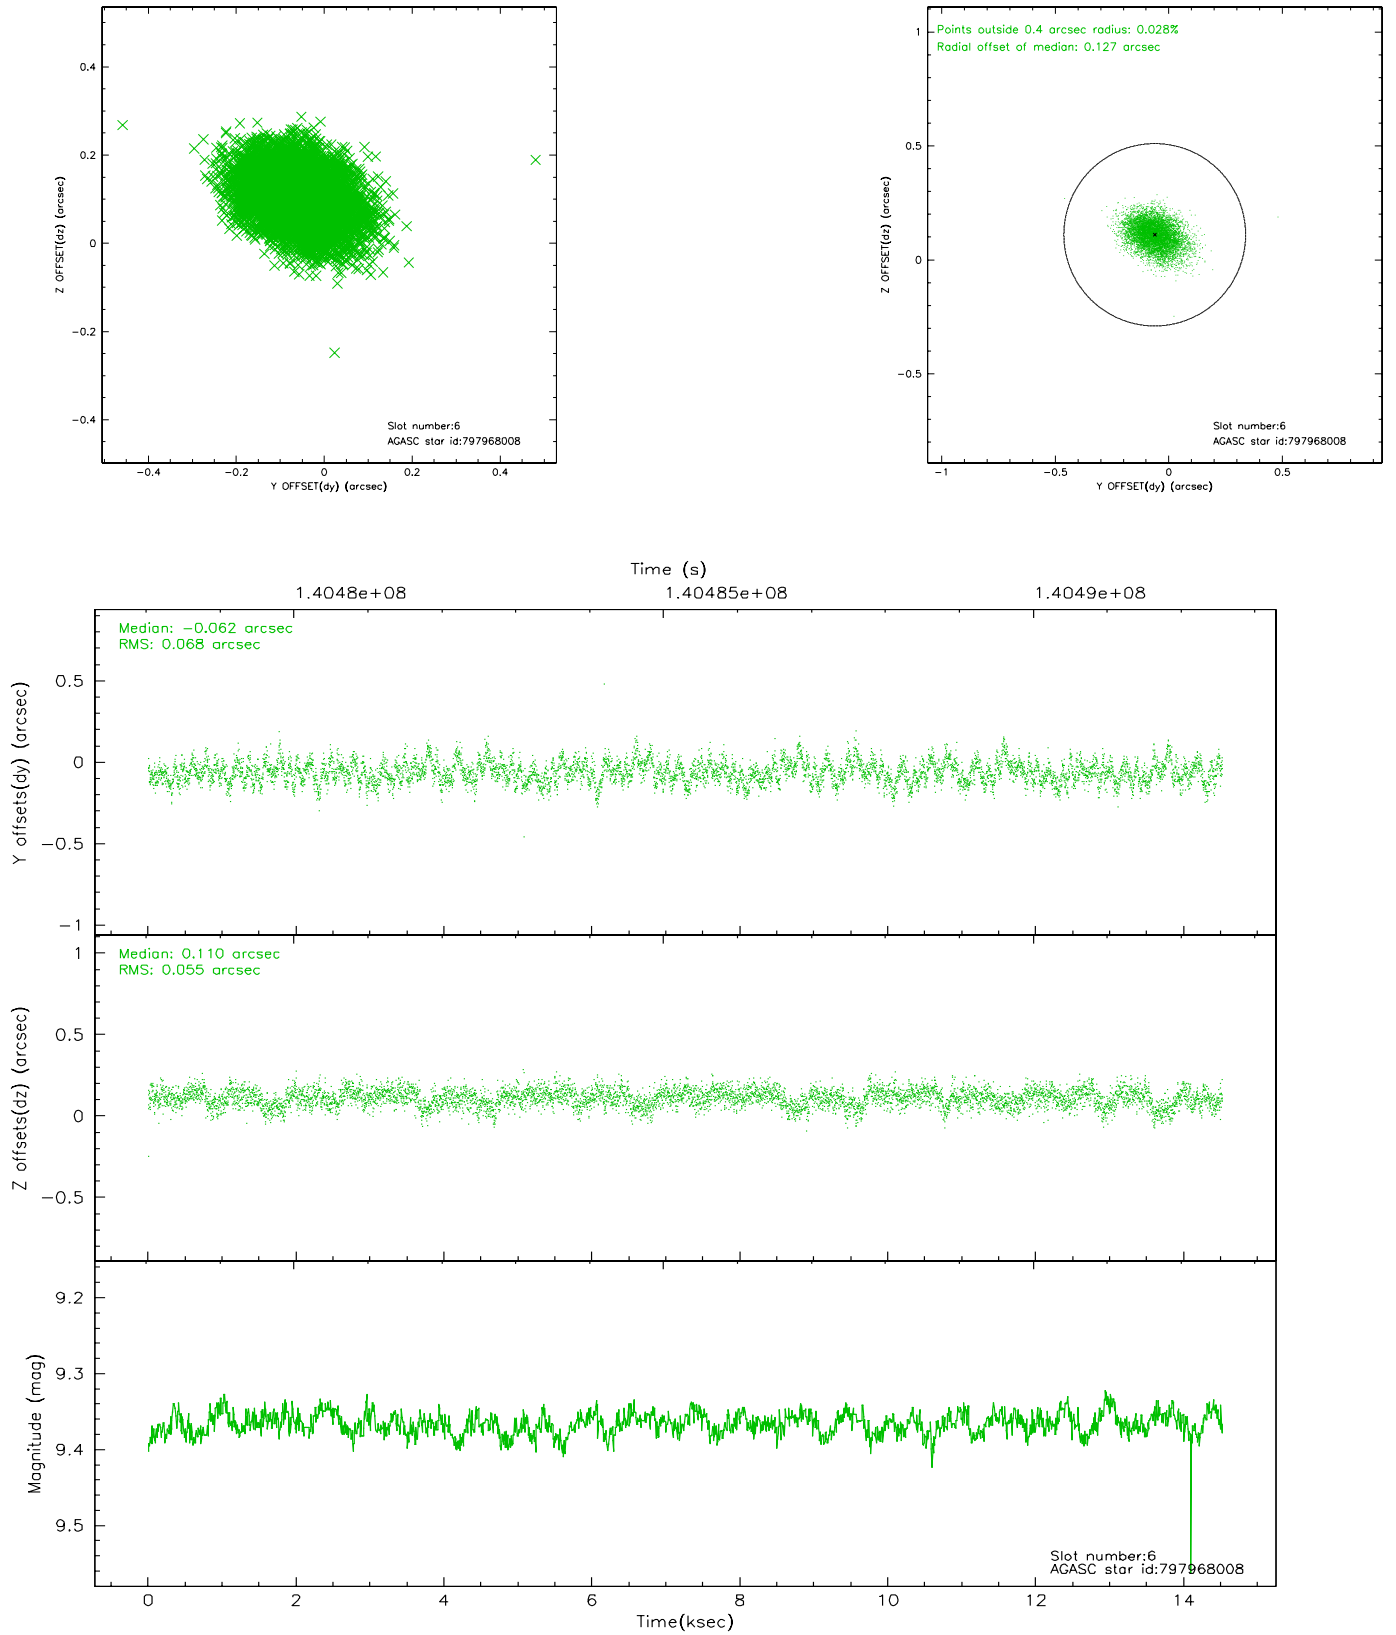 0.4
0.2
0
−0.2
−0.4
Z OFFSET(dz) (arcsec)
Slot number:6
AGASC star id:797968008
−0.4 −0.2 0 0.2 0.4
Y OFFSET(dy) (arcsec)
Points outside 0.4 arcsec radius: 0.028%
Radial offset of median: 0.127 arcsec
1
0.5
0
−0.5
Z OFFSET(dz) (arcsec)
Slot number:6
AGASC star id:797968008
−1 −0.5 0 0.5
Y OFFSET(dy) (arcsec)
Time (s)
1.4048e+08 1.40485e+08 1.4049e+08
Median: −0.062 arcsec
RMS: 0.068 arcsec
0.5
0
−0.5
−1
Y offsets(dy) (arcsec)
Median: 0.110 arcsec
RMS: 0.055 arcsec
1
0.5
0
−0.5
Z offsets(dz) (arcsec)
9.2
9.3
9.4
9.5
Magnitude (mag)
Slot number:6
AGASC star id:797968008
0 2 4 6 8 10 12 14
Time(ksec)